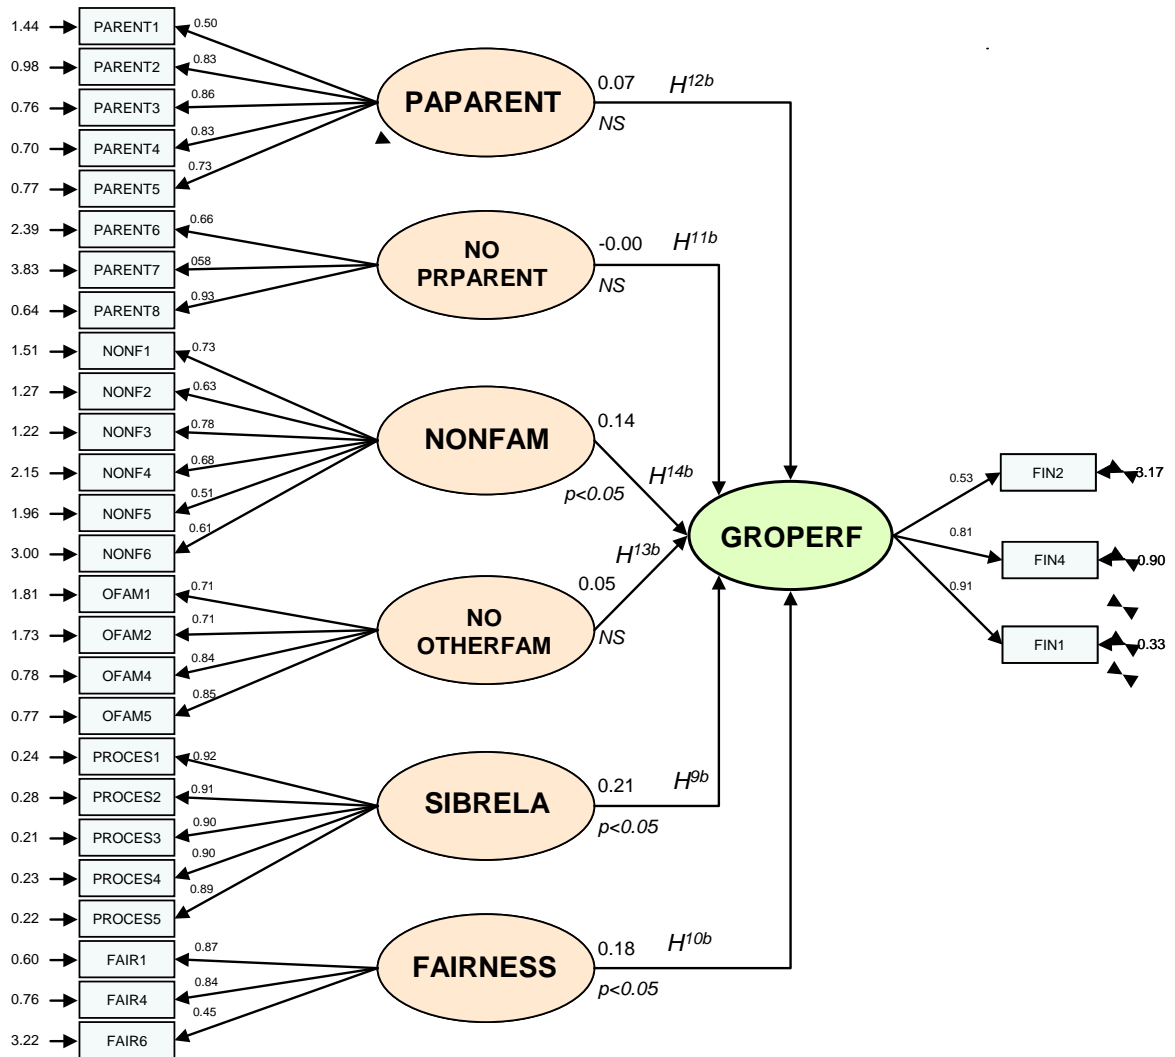 1.44 PARENT1 0.50
0.98 PARENT2 0.83
0.76 PARENT3 0.86
0.70 PARENT4 0.83
0.77 PARENT5 0.73
PAPARENT
0.07 H12b
NS
2.39 PARENT6 0.66
3.83 PARENT7 058
0.64 PARENT8 0.93
NO
PRPARENT
-0.00 H11b
NS
1.51 NONF1 0.73
1.27 NONF2 0.63
1.22 NONF3 0.78
2.15 NONF4 0.68
1.96 NONF5 0.51
3.00 NONF6 0.61
NONFAM
0.14
H14b
p<0.05
1.81 OFAM1 0.71
1.73 OFAM2 0.71
0.78 OFAM4 0.84
0.77 OFAM5 0.85
NO
OTHERFAM
H13b
0.05
NS
0.24 PROCES1 0.92
0.28 PROCES2 0.91
0.21 PROCES3 0.90
0.23 PROCES4 0.90
0.22 PROCES5 0.89
SIBRELA
0.21 H9b
p<0.05
0.60 FAIR1 0.87
0.76 FAIR4 0.84
3.22 FAIR6 0.45
FAIRNESS
0.18 H10b
p<0.05
GROPERF
0.53 FIN2 3.17
0.81 FIN4 0.90
0.91 FIN1 0.33